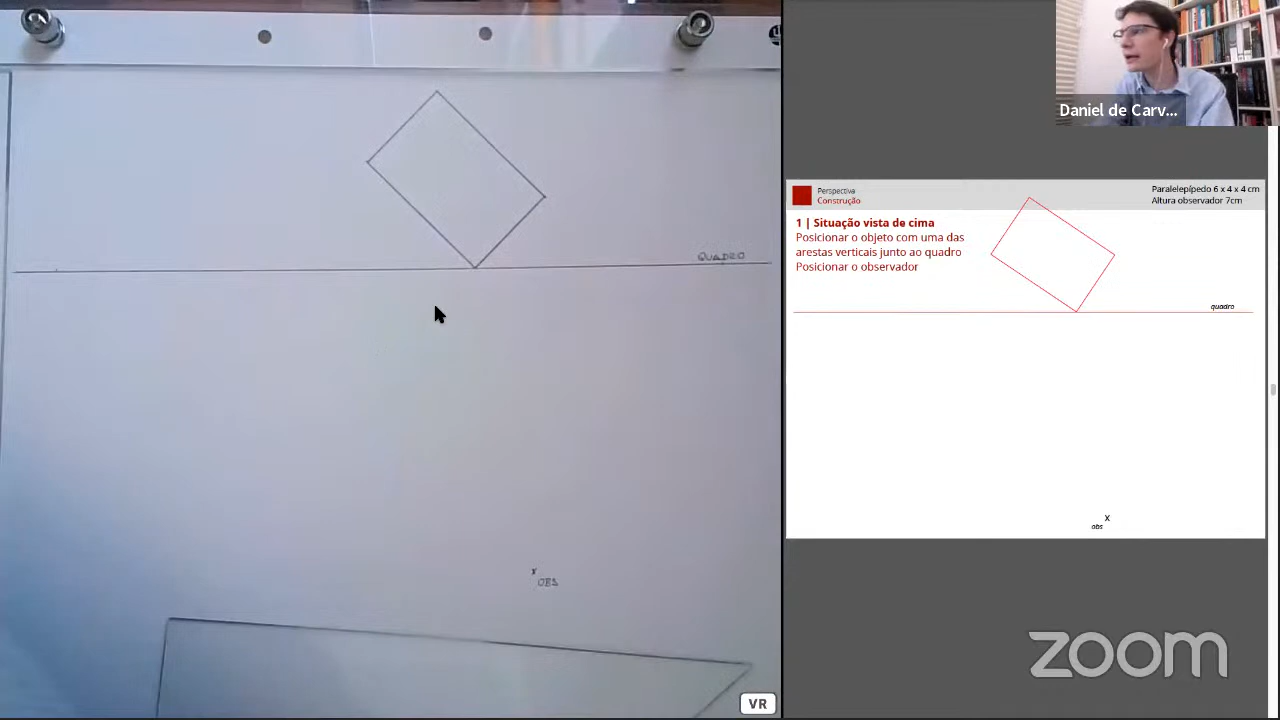 QUADRO
OBS
VR
Daniel de Carv...
Perspectiva
Construção
Paralelepípedo 6 x 4 x 4 cm
Altura observador 7cm
1 | Situação vista de cima
Posicionar o objeto com uma das
arestas verticais junto ao quadro
Posicionar o observador
quadro
x
obs
zoom